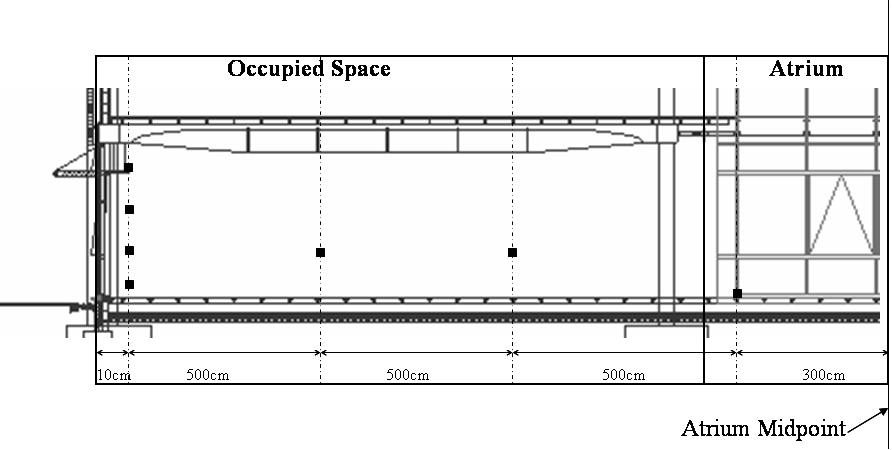 Occupied Space
Atrium
10cm
500cm
500cm
500cm
300cm
Atrium Midpoint